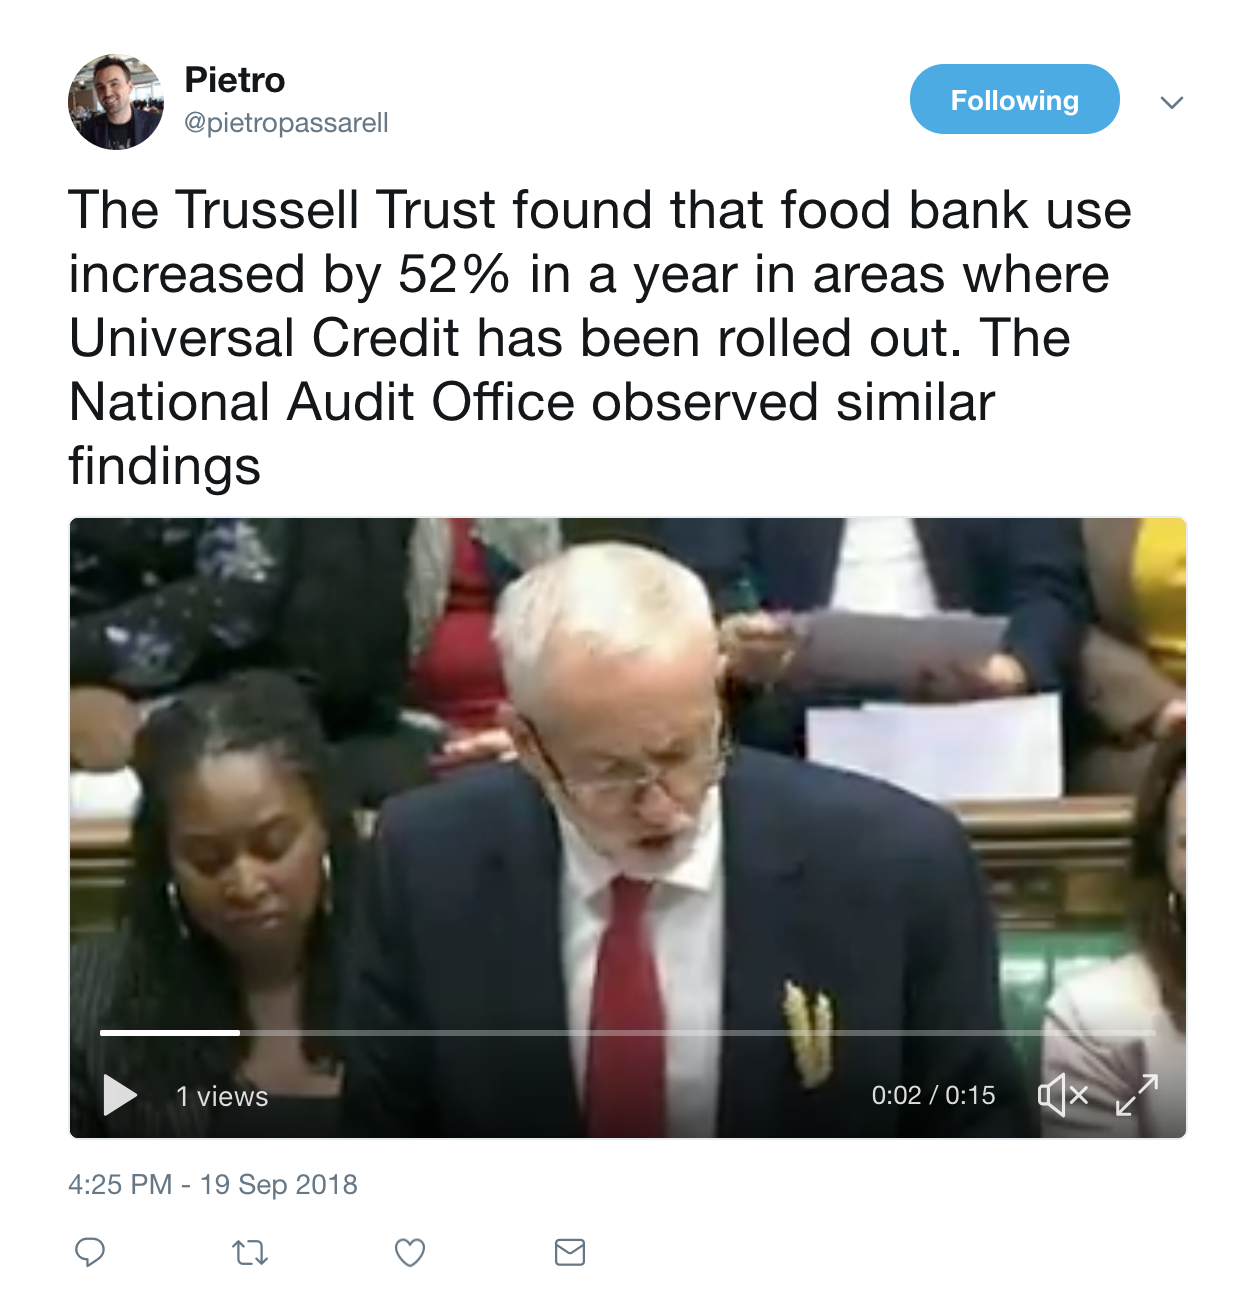 Pietro
@pietropassarell
Following
The Trussell Trust found that food bank use
increased by 52% in a year in areas where
Universal Credit has been rolled out. The
National Audit Office observed similar
findings
1 views
0:02 / 0:15
4:25 PM - 19 Sep 2018